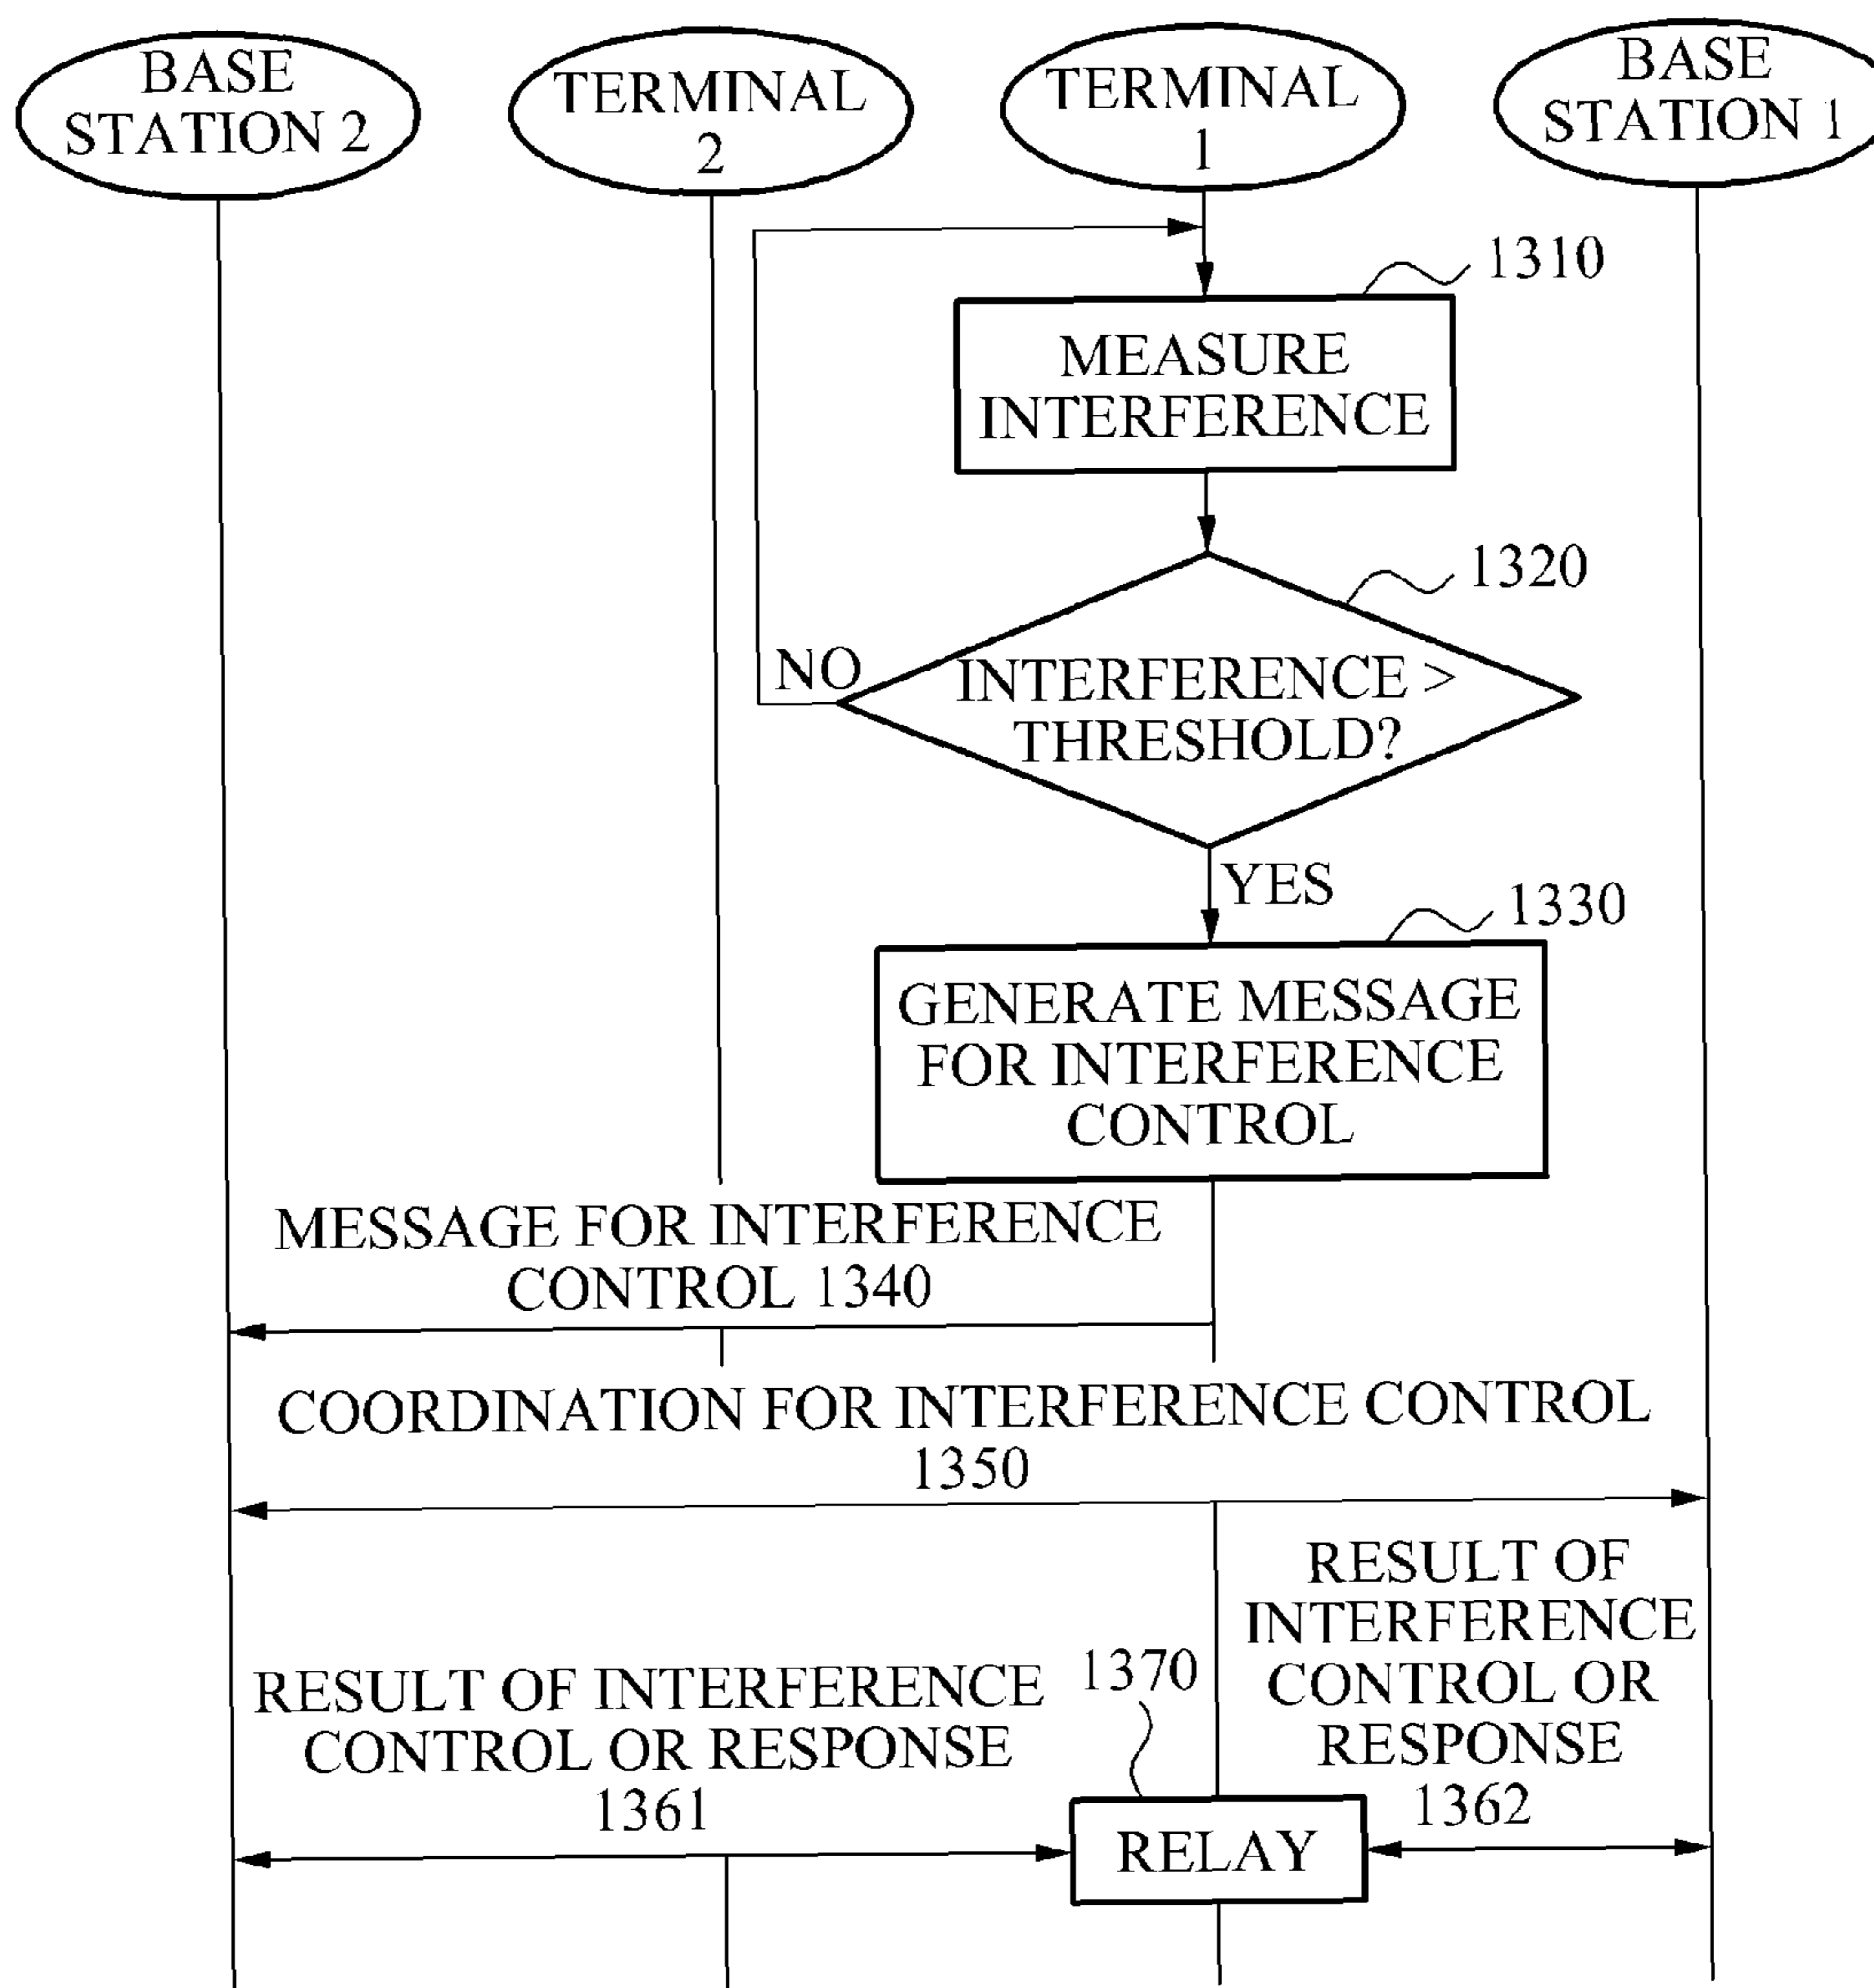 BASE
STATION 2
TERMINAL
2
TERMINAL
1
BASE
STATION 1
1310
MEASURE
INTERFERENCE
1320
NO
INTERFERENCE >
THRESHOLD?
YES
1330
GENERATE MESSAGE
FOR INTERFERENCE
CONTROL
MESSAGE FOR INTERFERENCE
CONTROL 1340
COORDINATION FOR INTERFERENCE CONTROL
1350
RESULT OF
INTERFERENCE
CONTROL OR
RESPONSE
1362
1370
RESULT OF INTERFERENCE
CONTROL OR RESPONSE
1361
RELAY